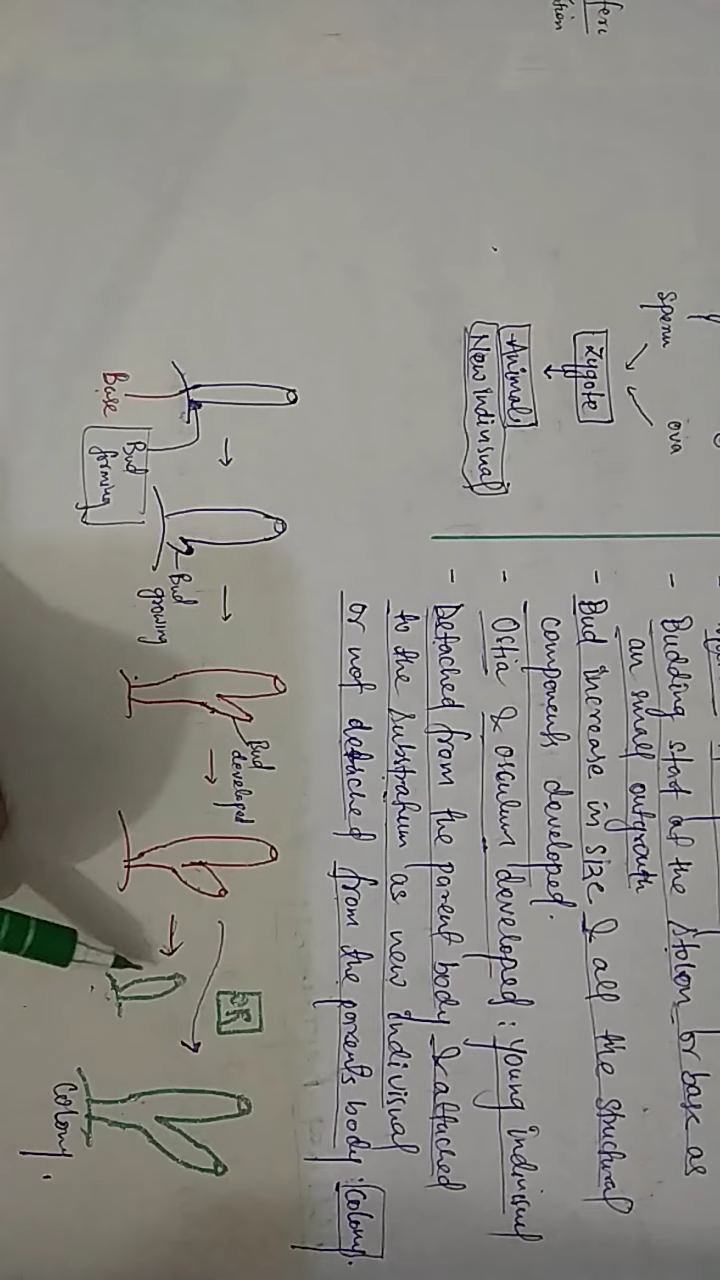 sperm ova
Zygote
Animal
New indivisual
- Budding start at the Stolon or base as
an small outgrowth
- Bud increase in size & all the structural
components developed.
- Ostia & osculum developed : young indivisual
- Detached from the parent body & attached
to the Substratum as new indivisual
or not detached from the parents body : Colony.
Base
Bud
forming
Bud
growing
Bud
developed
OR
Colony.